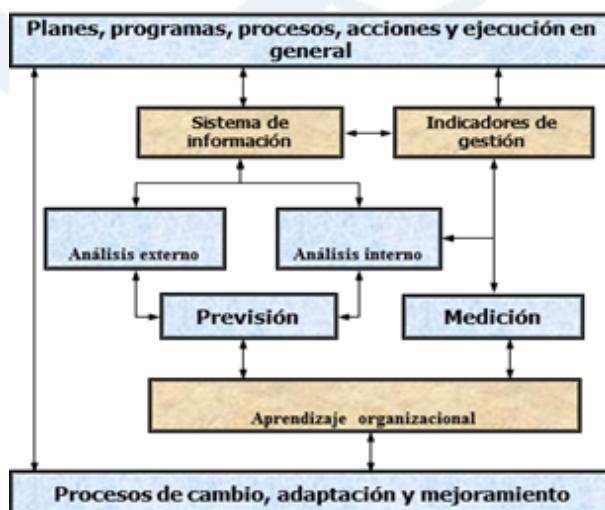 Planes, programas, procesos, acciones y ejecución en
general
Sistema de
información
Indicadores de
gestión
Análisis externo
Análisis interno
Previsión
Medición
Aprendizaje organizacional
Procesos de cambio, adaptación y mejoramiento